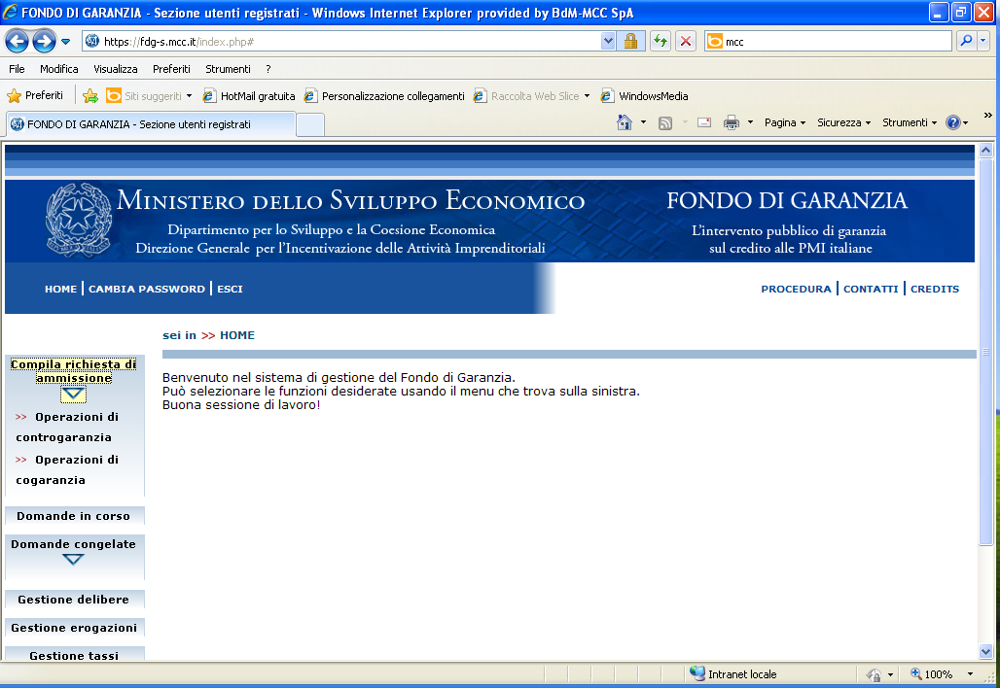 FONDO DI GARANZIA - Sezione utenti registrati - Windows Internet Explorer provided by BdM-MCC SpA
https://fdg-s.mcc.it/index.php#
mcc
File Modifica Visualizza Preferiti Strumenti ?
Preferiti Siti suggeriti HotMail gratuita Personalizzazione collegamenti Raccolta Web Slice WindowsMedia
FONDO DI GARANZIA - Sezione utenti registrati
Pagina Sicurezza Strumenti »
MINISTERO DELLO SVILUPPO ECONOMICO
Dipartimento per lo Sviluppo e la Coesione Economica
Direzione Generale per l'Incentivazione delle Attività Imprenditoriali
FONDO DI GARANZIA
L'intervento pubblico di garanzia
sul credito alle PMI italiane
HOME | CAMBIA PASSWORD | ESCI
PROCEDURA | CONTATTI | CREDITS
sei in >> HOME
Compila richiesta di
ammissione
>> Operazioni di
controgaranzia
>> Operazioni di
cogaranzia
Domande in corso
Domande congelate
Gestione delibere
Gestione erogazioni
Gestione tassi
Benvenuto nel sistema di gestione del Fondo di Garanzia.
Può selezionare le funzioni desiderate usando il menu che trova sulla sinistra.
Buona sessione di lavoro!
Intranet locale
100%